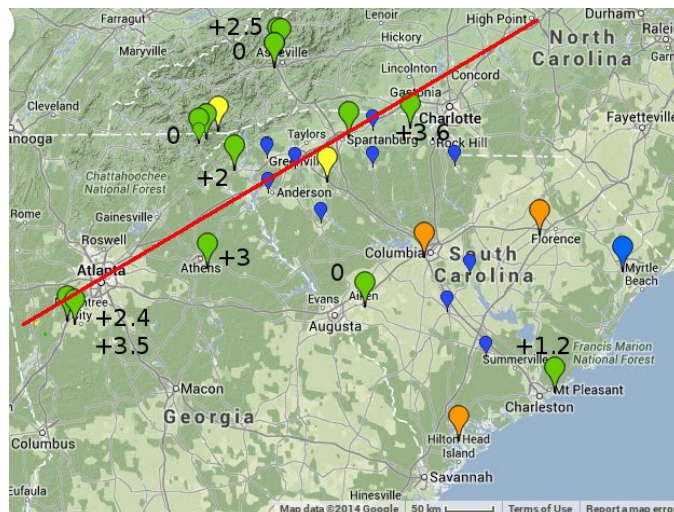 Farragut
Lenoir
High Point
Durham
Maryville
+2.5
0
Asheville
Hickory
North
Carolina
Lincolnton
Concord
Cleveland
Gastonia
Charlotte
Fayetteville
0
Taylors
Spartanburg
+3.6
Rock Hill
+2
Greenville
Chattahoochee
National Forest
Anderson
Rome
Gainesville
Roswell
Columbia
South
Carolina
Florence
Atlanta
Athens
+3
Myrtle
Beach
0
Aiken
Evans
Augusta
City
+2.4
+3.5
+1.2
Francis Marion
National Forest
Summerville
Mt Pleasant
Charleston
Macon
Georgia
Columbus
Hilton Head
Island
Savannah
Hinesville
Eufaula
Map data ©2014 Google
50 km
Terms of Use
Report a map error